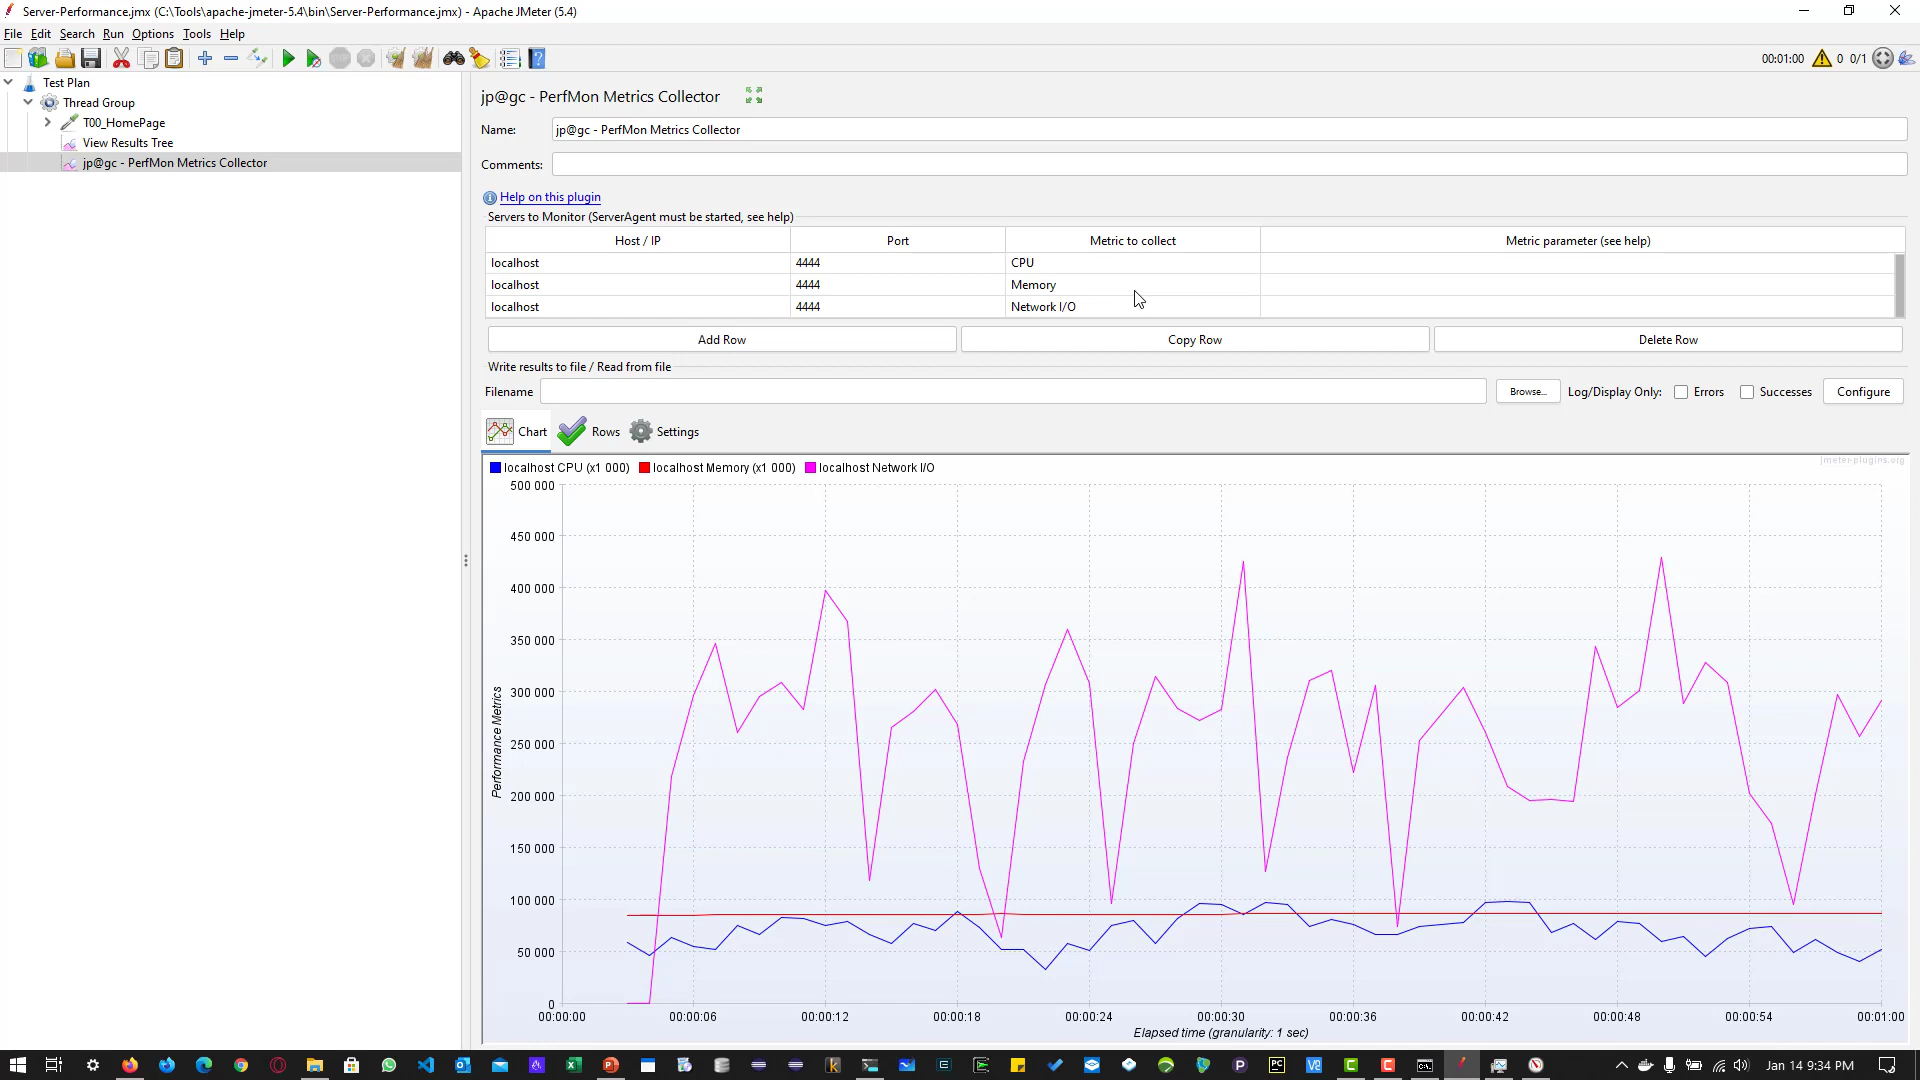 Server-Performance.jmx (C:\Tools\apache-jmeter-5.4\bin\Server-Performance.jmx) - Apache JMeter (5.4)
File Edit Search Run Options Tools Help
00:01:00 0 0/1
Test Plan
Thread Group
T00_HomePage
View Results Tree
jp@gc - PerfMon Metrics Collector
jp@gc - PerfMon Metrics Collector
Name: jp@gc - PerfMon Metrics Collector
Comments:
Help on this plugin
Servers to Monitor (ServerAgent must be started, see help)
Host / IP Port Metric to collect Metric parameter (see help)
localhost 4444 CPU
localhost 4444 Memory
localhost 4444 Network I/O
Add Row Copy Row Delete Row
Write results to file / Read from file
Filename Browse... Log/Display Only: Errors Successes Configure
Chart Rows Settings
jmeter-plugins.org
localhost CPU (x1 000) localhost Memory (x1 000) localhost Network I/O
500 000
450 000
400 000
350 000
300 000
250 000
200 000
150 000
100 000
50 000
0
Performance Metrics
00:00:00 00:00:06 00:00:12 00:00:18 00:00:24 00:00:30 00:00:36 00:00:42 00:00:48 00:00:54 00:01:00
Elapsed time (granularity: 1 sec)
Jan 14 9:34 PM